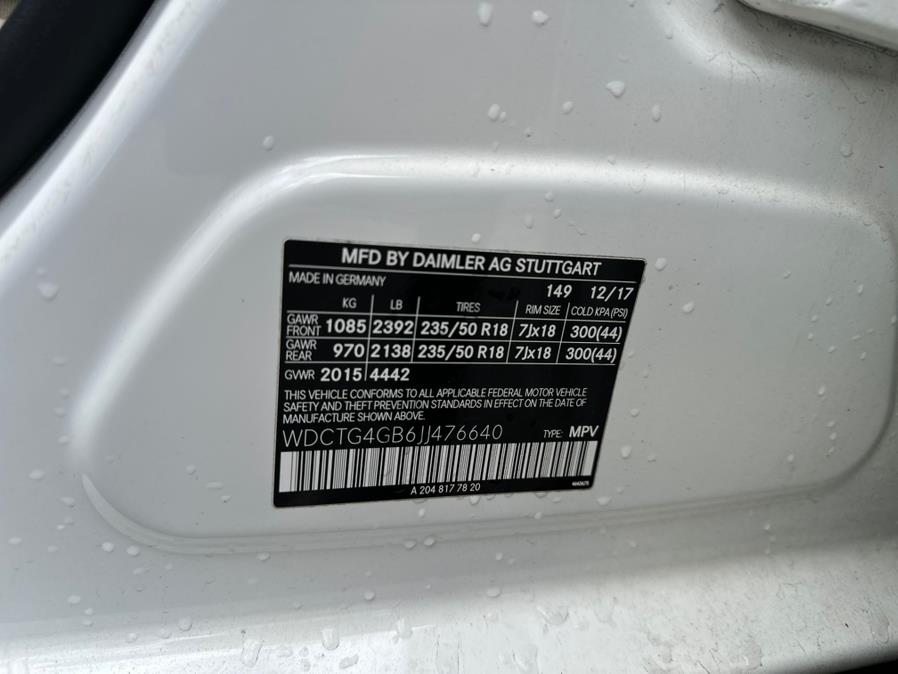 MFD BY DAIMLER AG STUTTGART
MADE IN GERMANY 149 12/17
KG LB TIRES RIM SIZE COLD KPA(PSI)
GAWR FRONT 1085 2392 235/50 R18 7Jx18 300(44)
GAWR REAR 970 2138 235/50 R18 7Jx18 300(44)
GVWR 2015 4442
THIS VEHICLE CONFORMS TO ALL APPLICABLE FEDERAL MOTOR VEHICLE
SAFETY AND THEFT PREVENTION STANDARDS IN EFFECT ON THE DATE OF
MANUFACTURE SHOWN ABOVE.
WDCTG4GB6JJ476640 TYPE: MPV
A 204 817 78 20